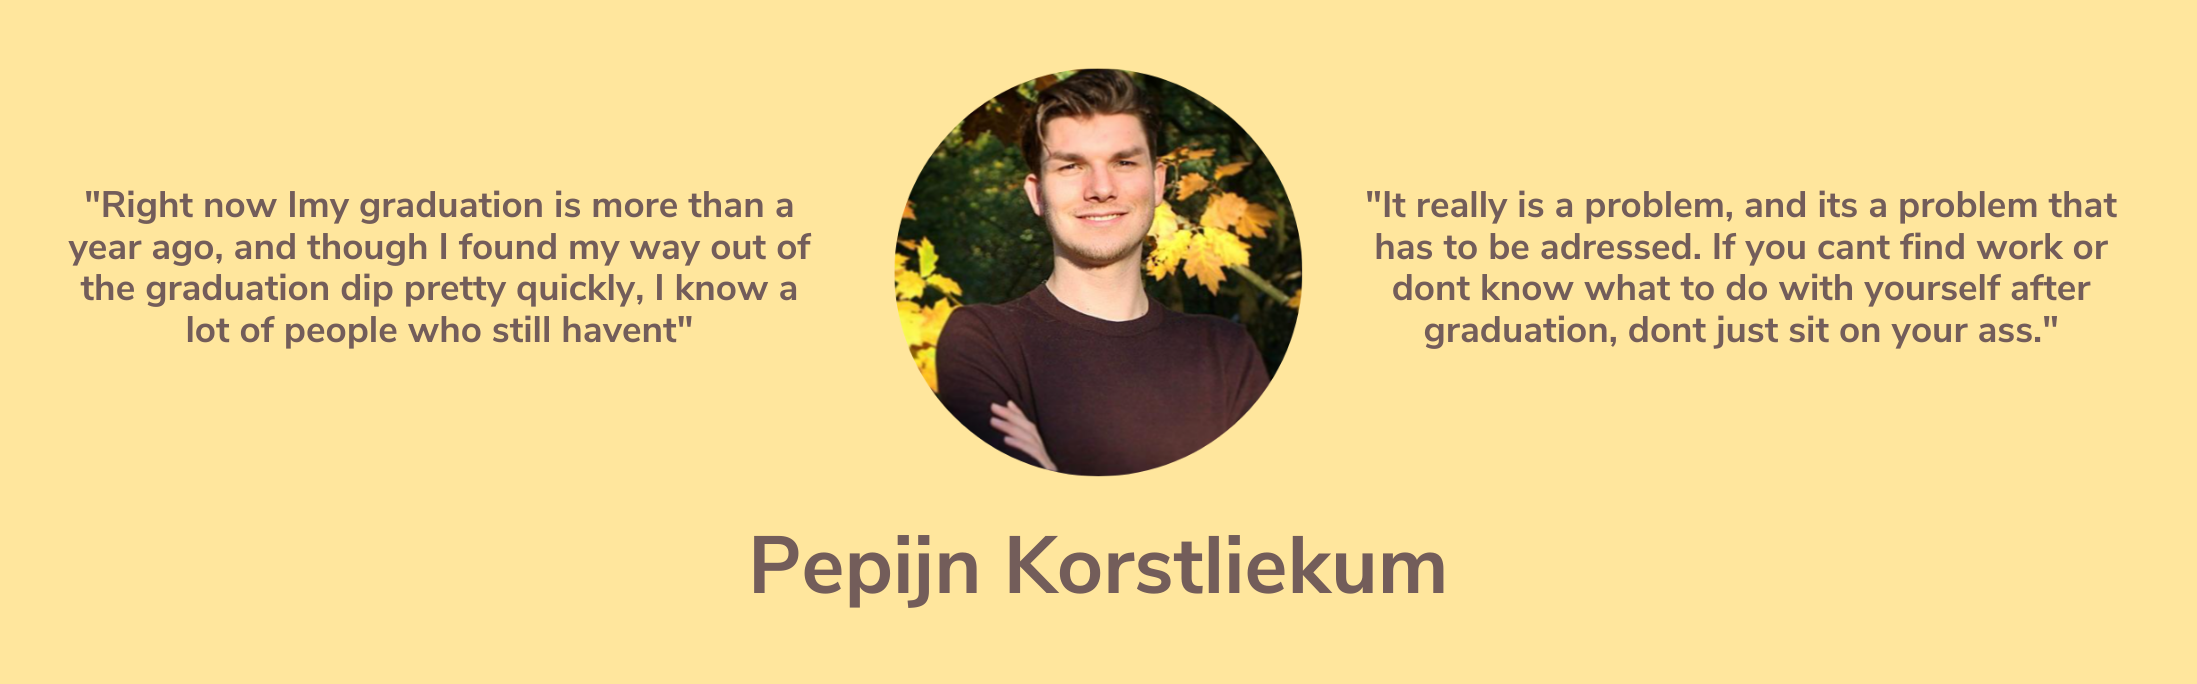 "Right now Imy graduation is more than a
year ago, and though I found my way out of
the graduation dip pretty quickly, I know a
lot of people who still havent"
"It really is a problem, and its a problem that
has to be adressed. If you cant find work or
dont know what to do with yourself after
graduation, dont just sit on your ass."
Pepijn Korstliekum